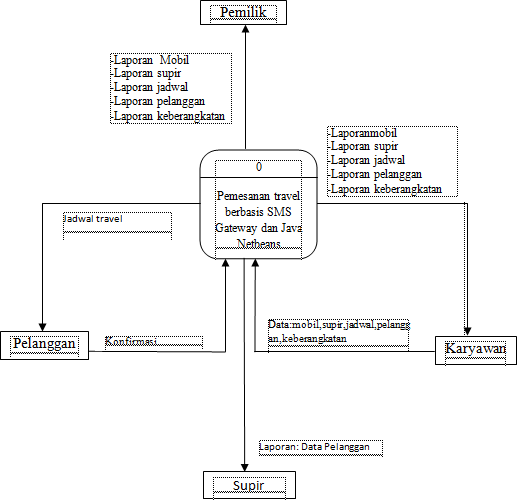 Pemilik
-Laporan Mobil
-Laporan supir
-Laporan jadwal
-Laporan pelanggan
-Laporan keberangkatan
-Laporanmobil
-Laporan supir
-Laporan jadwal
-Laporan pelanggan
-Laporan keberangkatan
0
Pemesanan travel
berbasis SMS
Gateway dan Java
Netbeans
Jadwal travel
Data:mobil,supir,jadwal,pelangg
an,keberangkatan
Pelanggan
Konfirmasi
Karyawan
Laporan: Data Pelanggan
Supir